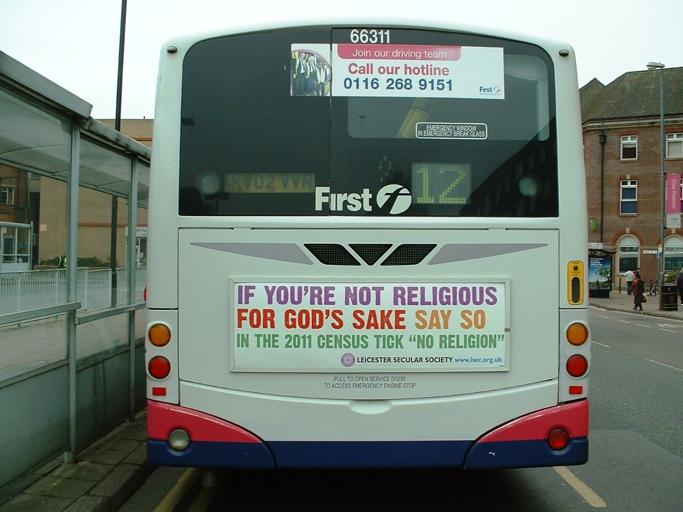 66311
Join our driving team
Call our hotline
0116 268 9151
First
EMERGENCY WINDOW
IN EMERGENCY BREAK GLASS
KV02 VVN
12
First
IF YOU'RE NOT RELIGIOUS
FOR GOD'S SAKE SAY SO
IN THE 2011 CENSUS TICK "NO RELIGION"
LEICESTER SECULAR SOCIETY www.lsec.org.uk
PULL TO OPEN SERVICE DOOR
TO ACCESS EMERGENCY ENGINE STOP